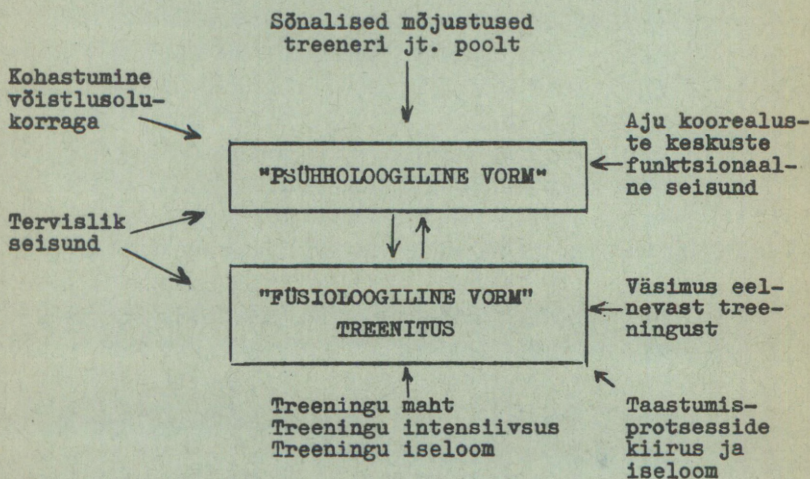 Sõnalised mõjustused
treeneri jt. poolt
Kohastumine
võistlusolu-
korraga
Aju koorealus-
te keskuste
funktsionaal-
ne seisund
"PSÜHHOLOOGILINE VORM"
Tervislik
seisund
"FÜSIOLOOGILINE VORM"
TREENITUS
Väsimus eel-
nevast tree-
ningust
Treeningu maht
Treeningu intensiivsus
Treeningu iseloom
Taastumis-
protsesside
kiirus ja
iseloom